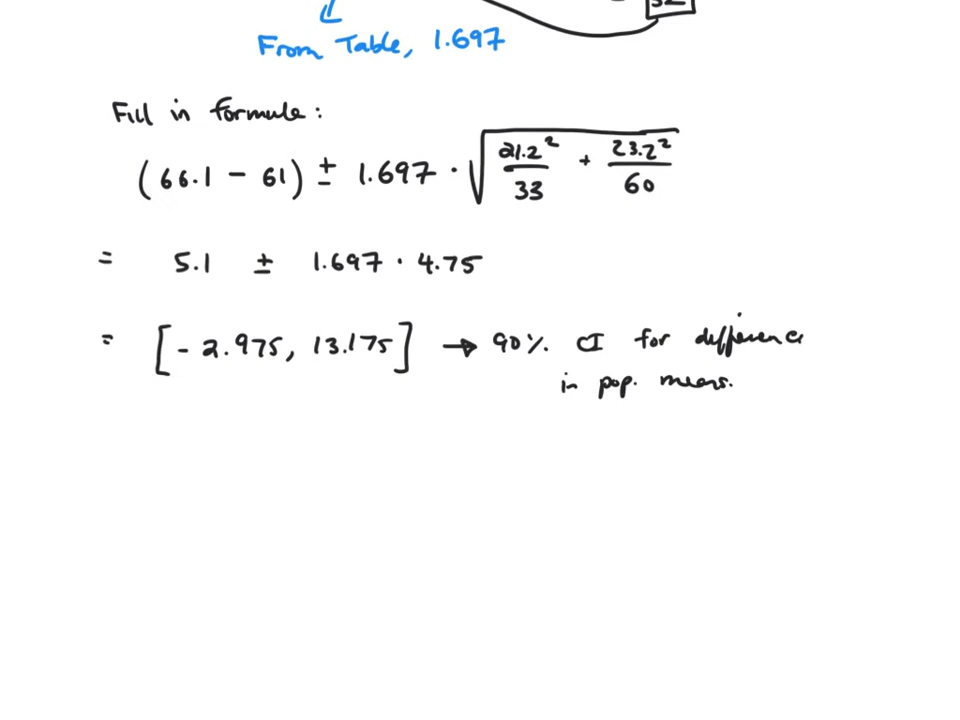 From Table, 1.697
Fill in formula:
(66.1 - 61) ± 1.697 · √(21.2²/33 + 23.2²/60)
= 5.1 ± 1.697 · 4.75
= [-2.975, 13.175] → 90% CI for difference
in pop. means.